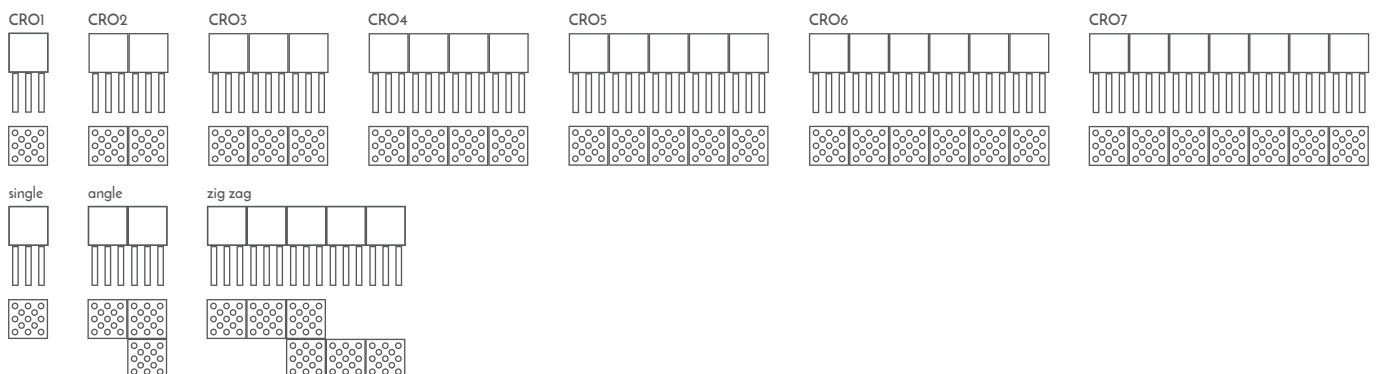 CRO1 CRO2 CRO3 CRO4 CRO5 CRO6 CRO7
single angle zig zag